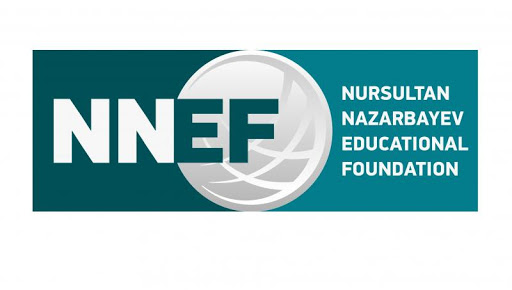 NNEF
NURSULTAN
NAZARBAYEV
EDUCATIONAL
FOUNDATION